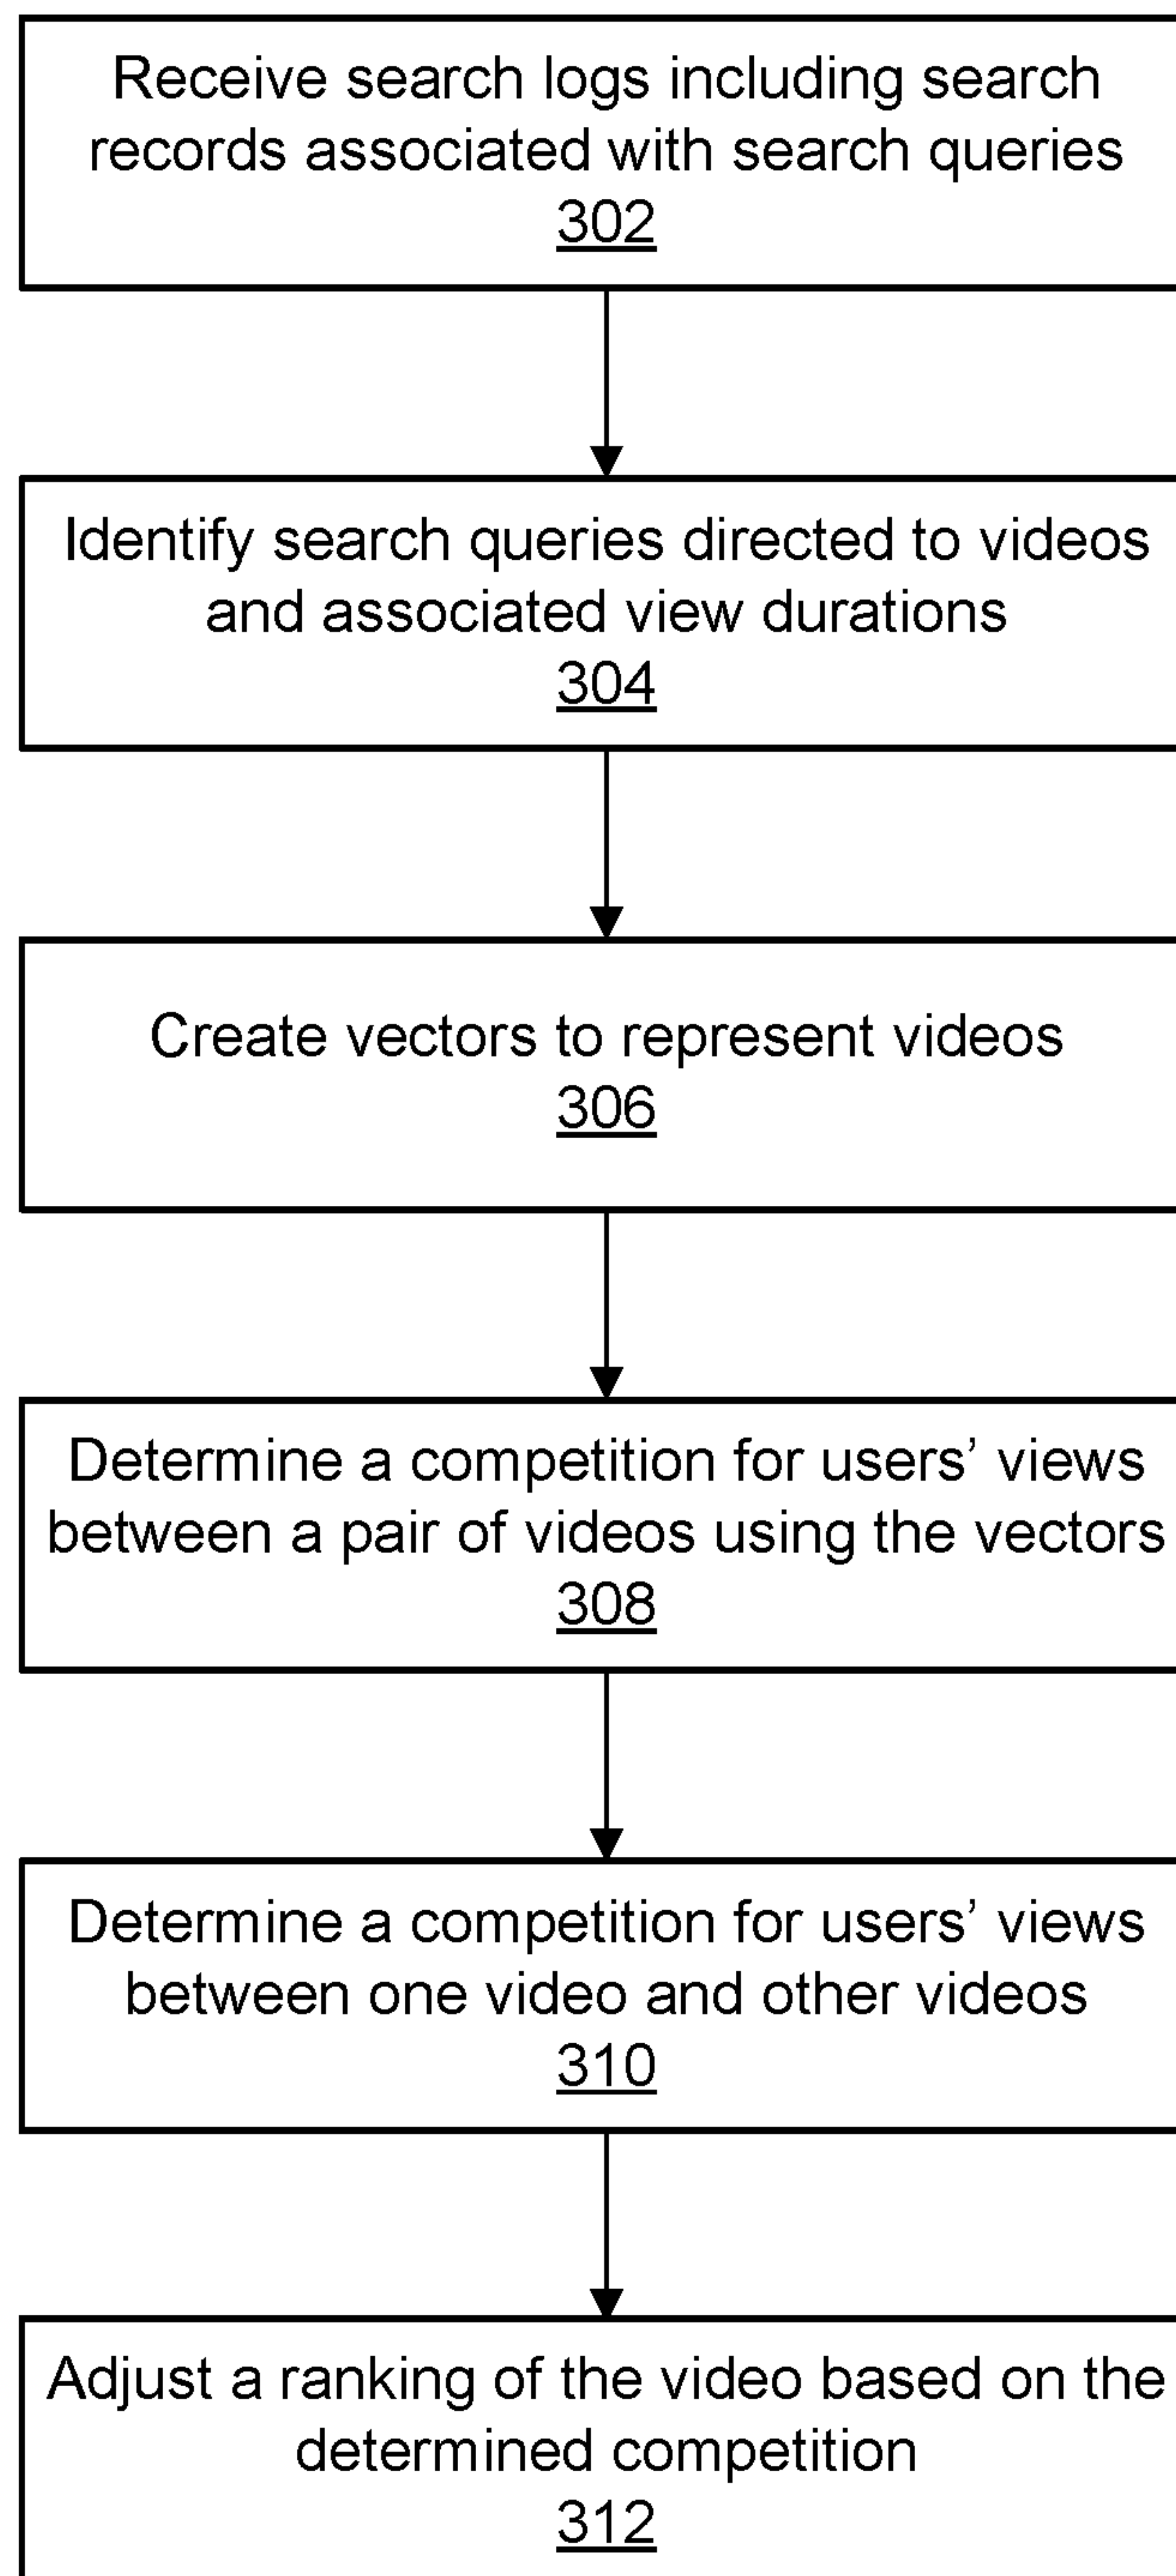 Receive search logs including search
records associated with search queries
302
Identify search queries directed to videos
and associated view durations
304
Create vectors to represent videos
306
Determine a competition for users’ views
between a pair of videos using the vectors
308
Determine a competition for users’ views
between one video and other videos
310
Adjust a ranking of the video based on the
determined competition
312